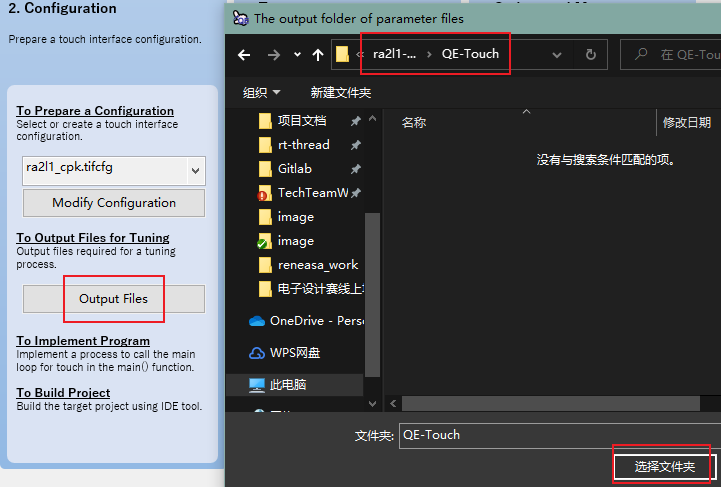 2. Configuration
Prepare a touch interface configuration.
To Prepare a Configuration
Select or create a touch interface
configuration.
ra2l1_cpk.tifcfg
Modify Configuration
To Output Files for Tuning
Output files required for a tuning
process.
Output Files
To Implement Program
Implement a process to call the main
loop for touch in the main() function.
To Build Project
Build the target project using IDE tool.
The output folder of parameter files
« ra2l1-... › QE-Touch
在 QE-Touch
组织
新建文件夹
名称
修改日期
没有与搜索条件匹配的项。
项目文档
rt-thread
Gitlab
TechTeamW
image
image
reneasa_work
电子设计赛线上
OneDrive - Pers
WPS网盘
此电脑
文件夹:
QE-Touch
选择文件夹